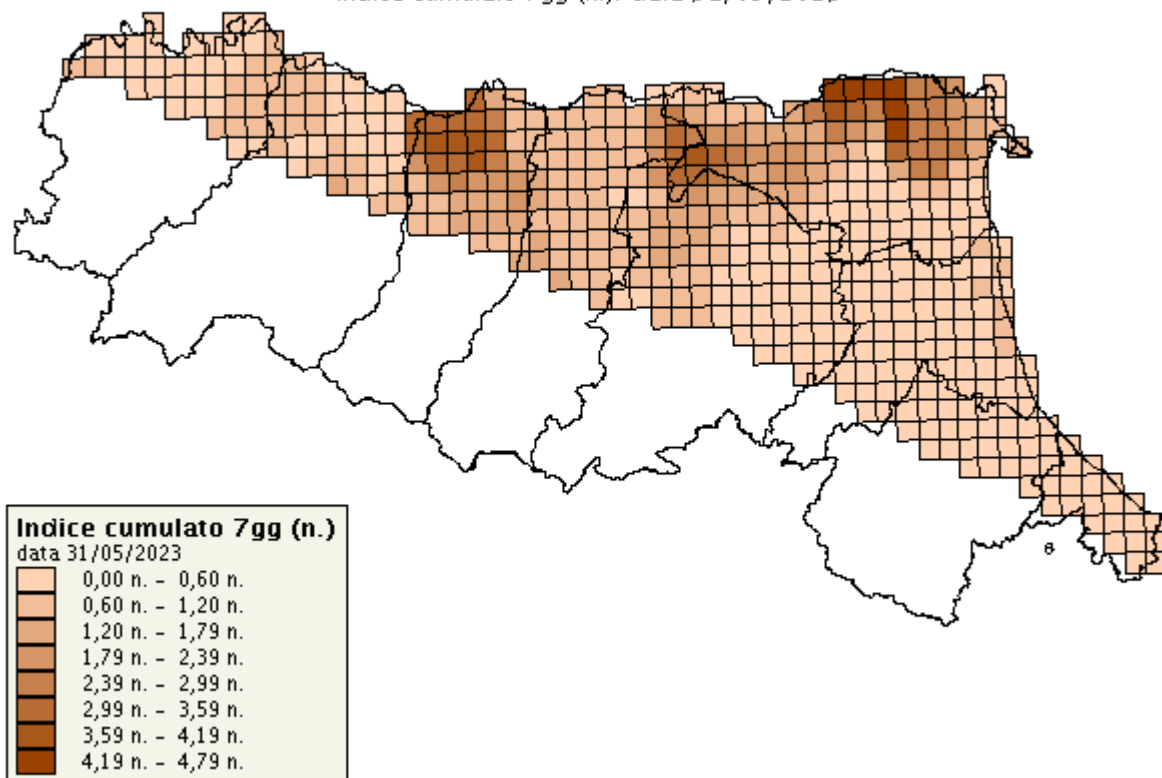 Indice cumulato 7gg (n.)
data 31/05/2023
0,00 n. - 0,60 n.
0,60 n. - 1,20 n.
1,20 n. - 1,79 n.
1,79 n. - 2,39 n.
2,39 n. - 2,99 n.
2,99 n. - 3,59 n.
3,59 n. - 4,19 n.
4,19 n. - 4,79 n.